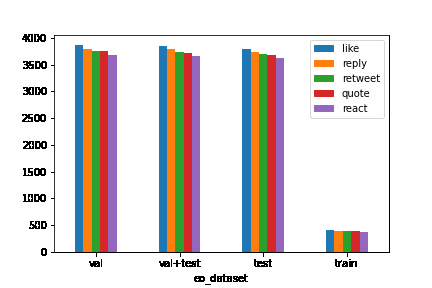 4000
3500
3000
2500
2000
1500
1000
500
0
like
reply
retweet
quote
react
val
val+test
test
train
eo_dataset